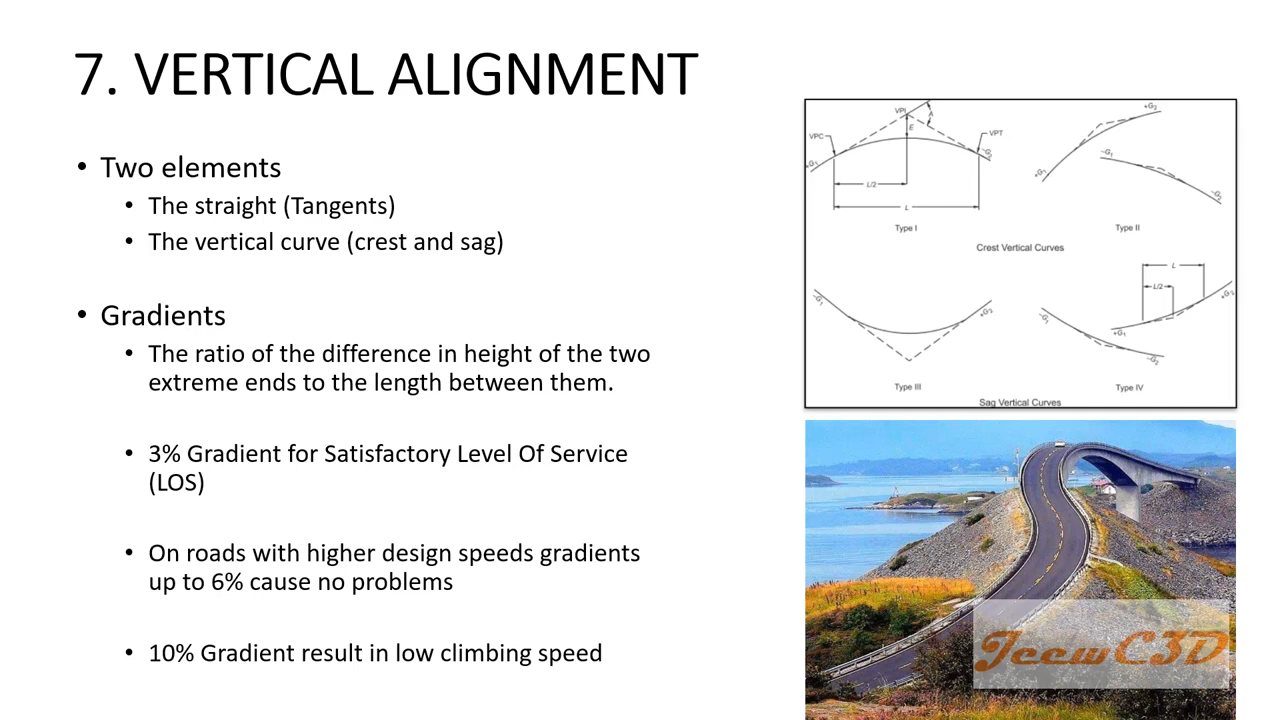 7. VERTICAL ALIGNMENT
• Two elements
• The straight (Tangents)
• The vertical curve (crest and sag)
• Gradients
• The ratio of the difference in height of the two
extreme ends to the length between them.
• 3% Gradient for Satisfactory Level Of Service
(LOS)
• On roads with higher design speeds gradients
up to 6% cause no problems
• 10% Gradient result in low climbing speed
VPI
A
E
VPC
VPT
+G₁
-G₂
L/2
L
Type I
+G₂
+G₁
-G₁
-G₂
Type II
Crest Vertical Curves
-G₁
+G₂
Type III
L
L/2
+G₂
-G₁
+G₁
-G₂
Type IV
Sag Vertical Curves
JeewC3D